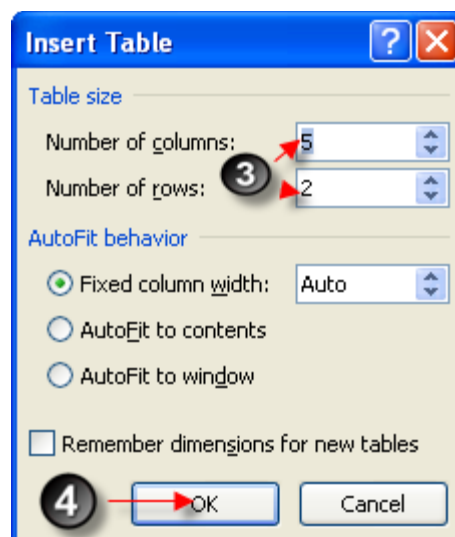 Insert Table ?
Table size
Number of columns: 5
3
Number of rows: 2
AutoFit behavior
Fixed column width: Auto
AutoFit to contents
AutoFit to window
Remember dimensions for new tables
4 OK Cancel